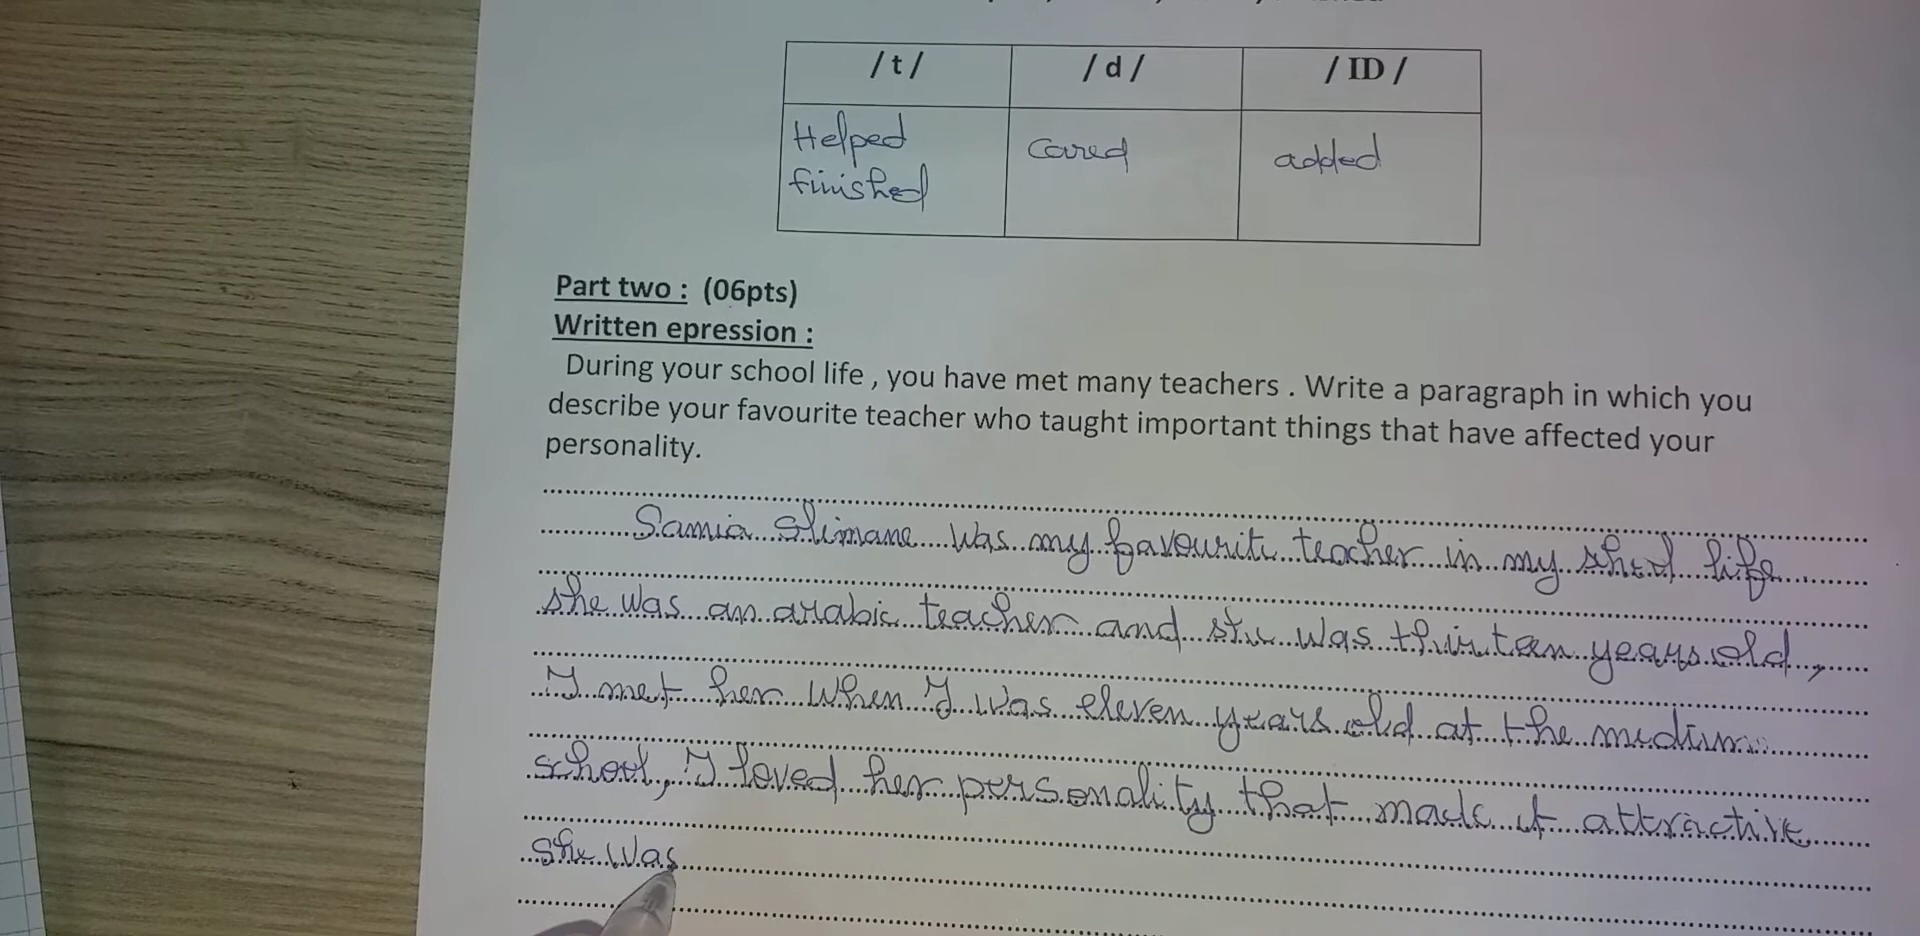 / t /
/ d /
/ ID /
Helped
finished
cared
added
Part two : (06pts)
Written epression :
During your school life , you have met many teachers . Write a paragraph in which you
describe your favourite teacher who taught important things that have affected your
personality.
Samia Slimane was my favourite teacher in my school life
she was an arabic teacher and she was thirteen years old ,
I met her when I was eleven years old at the medium
school, I loved her personality that made it attractive
she was